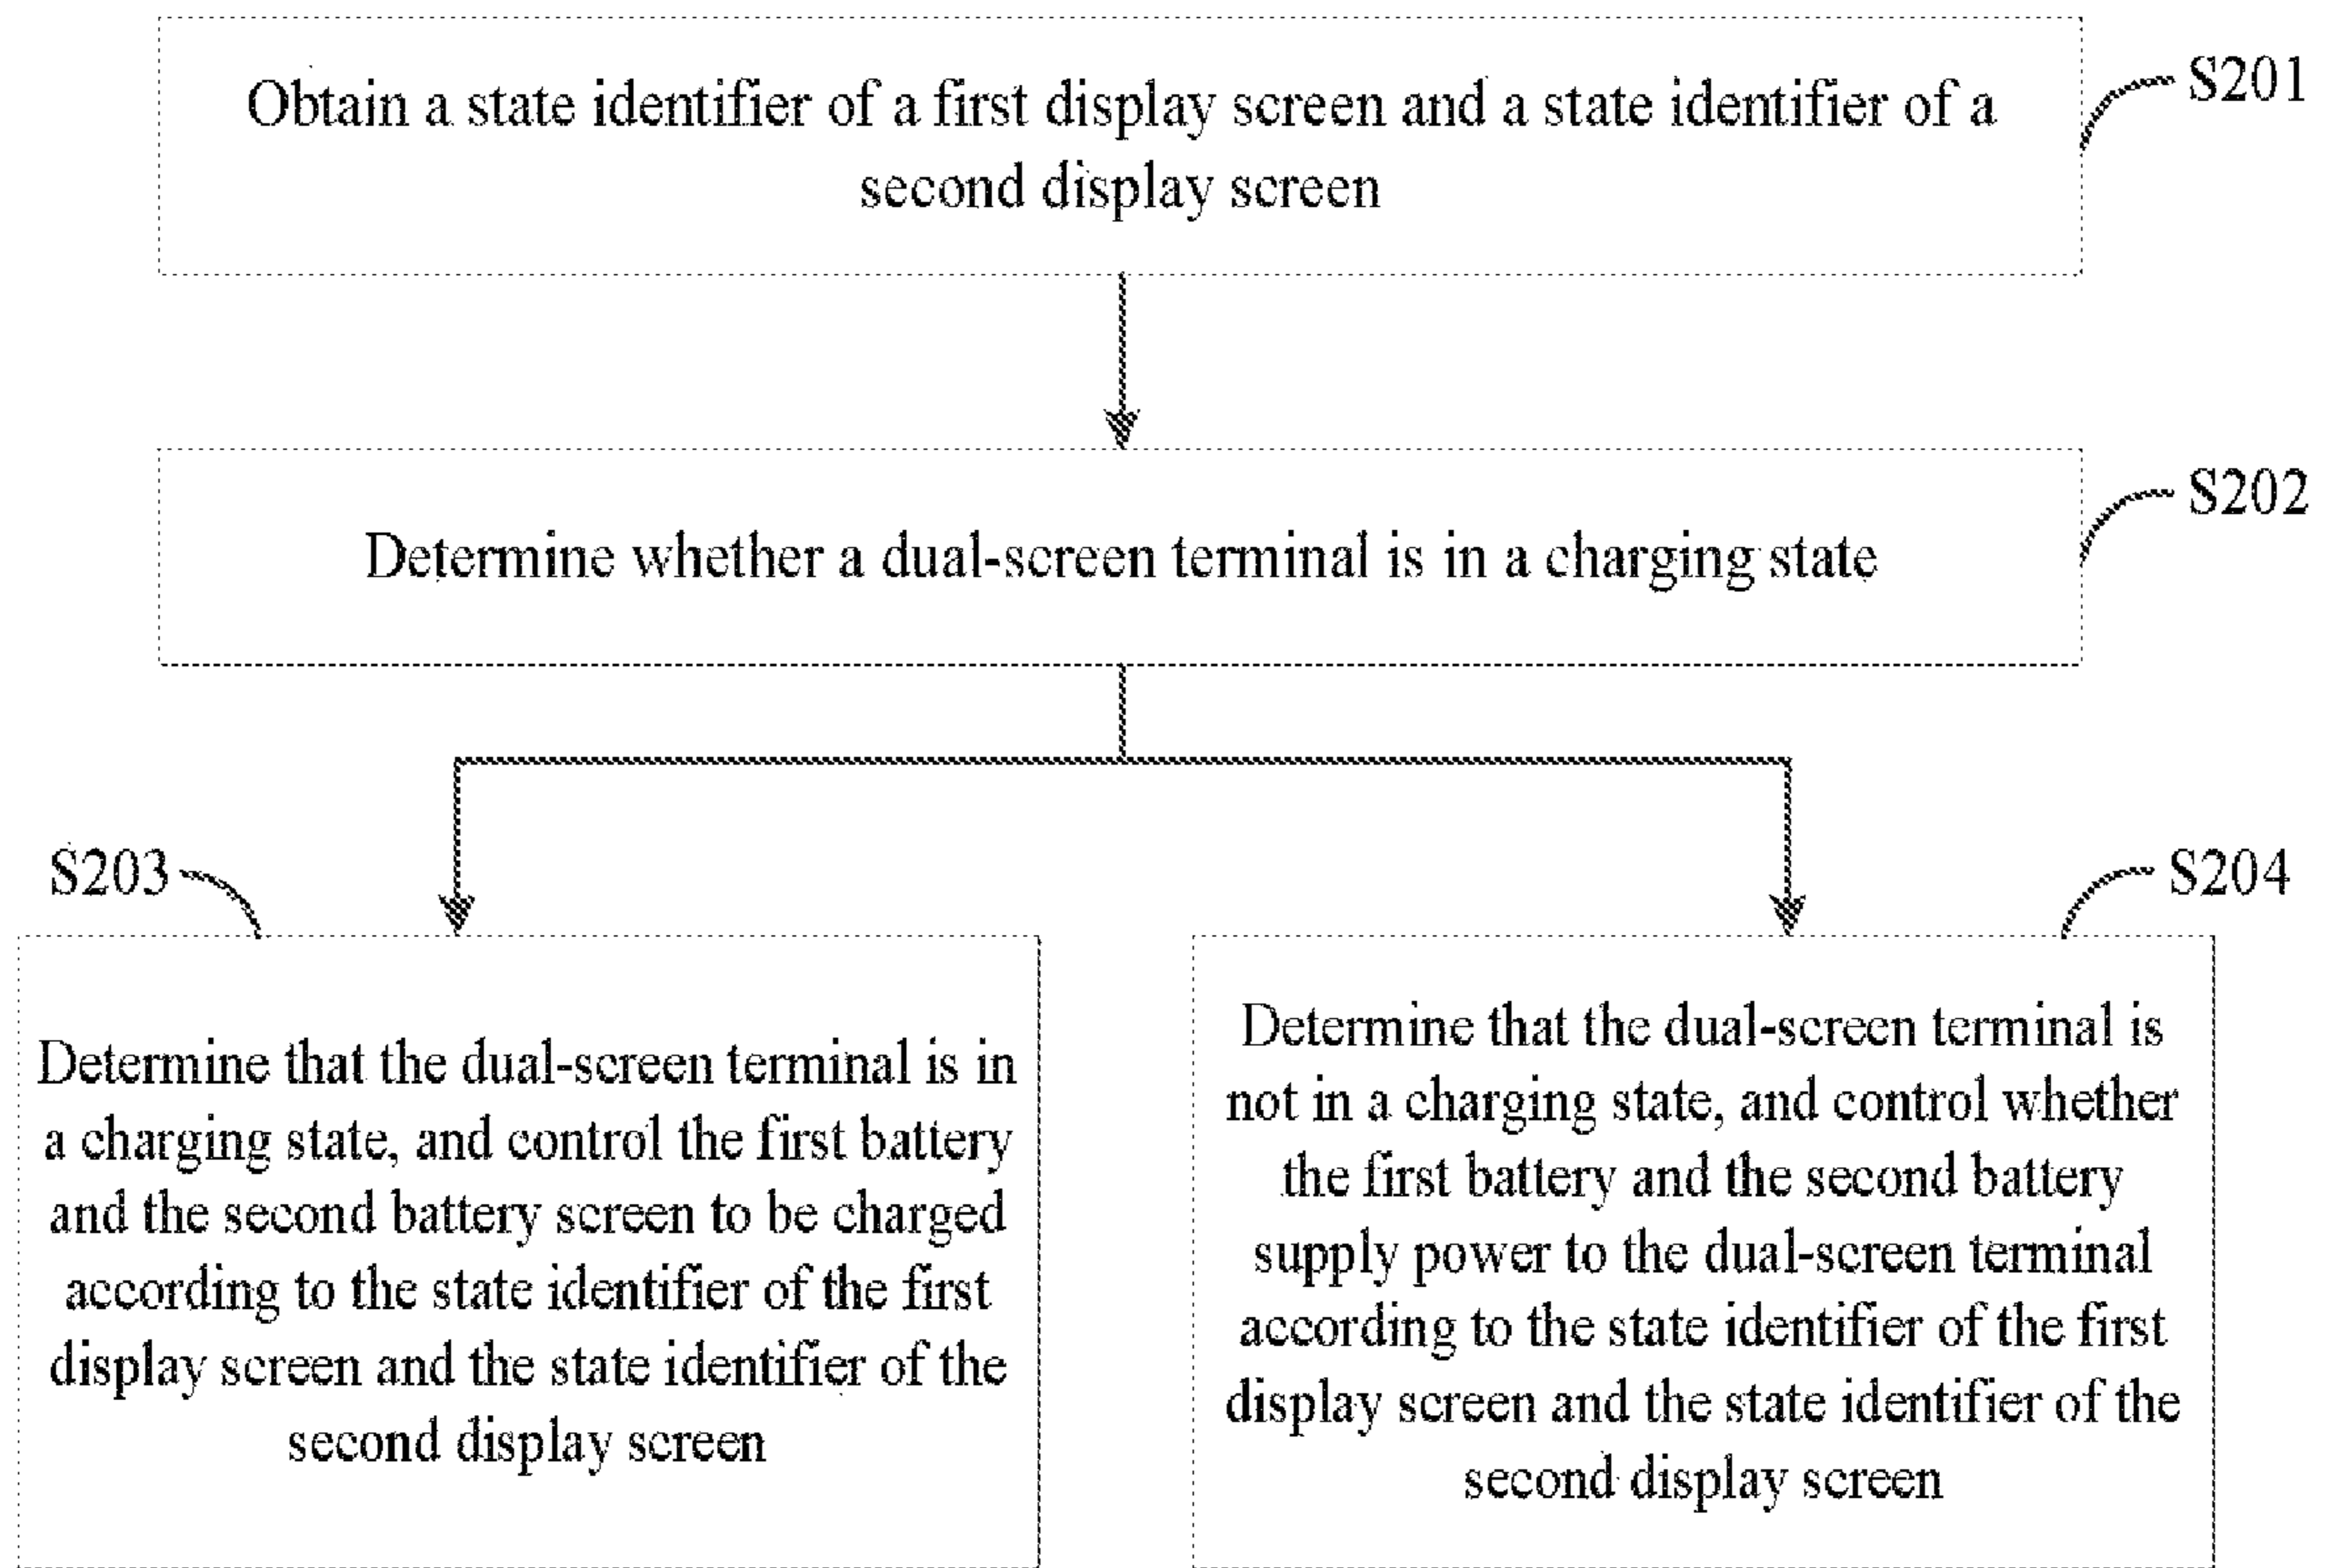 Obtain a state identifier of a first display screen and a state identifier of a
second display screen
S201
Determine whether a dual-screen terminal is in a charging state
S202
S203
Determine that the dual-screen terminal is in
a charging state, and control the first battery
and the second battery screen to be charged
according to the state identifier of the first
display screen and the state identifier of the
second display screen
S204
Determine that the dual-screen terminal is
not in a charging state, and control whether
the first battery and the second battery
supply power to the dual-screen terminal
according to the state identifier of the first
display screen and the state identifier of the
second display screen